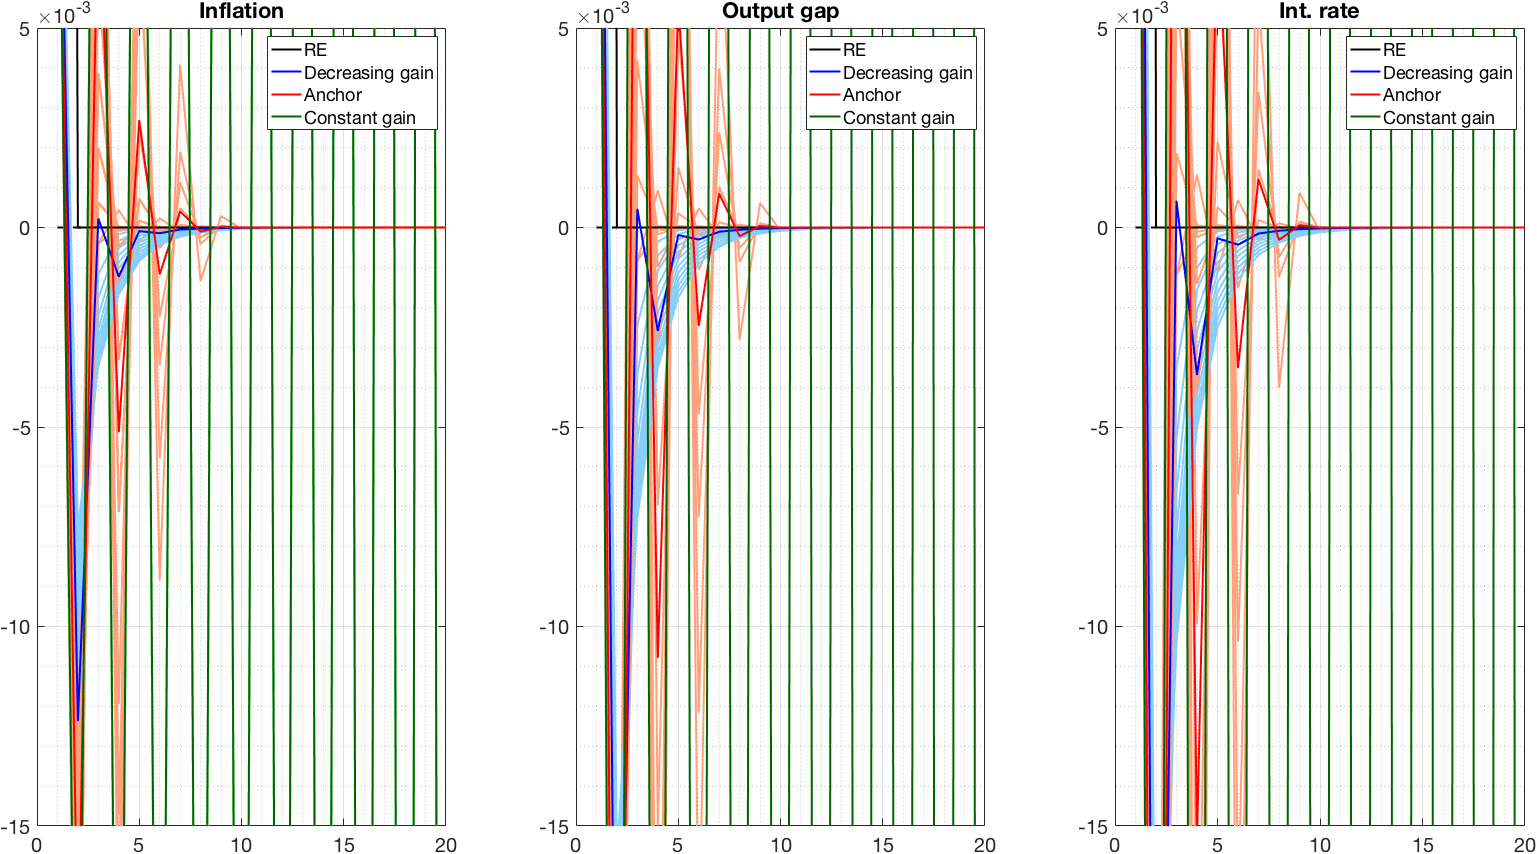 Inflation
×10-3
5
0
-5
-10
-15
0 5 10 15 20
RE
Decreasing gain
Anchor
Constant gain
Output gap
×10-3
5
0
-5
-10
-15
0 5 10 15 20
RE
Decreasing gain
Anchor
Constant gain
Int. rate
×10-3
5
0
-5
-10
-15
0 5 10 15 20
RE
Decreasing gain
Anchor
Constant gain